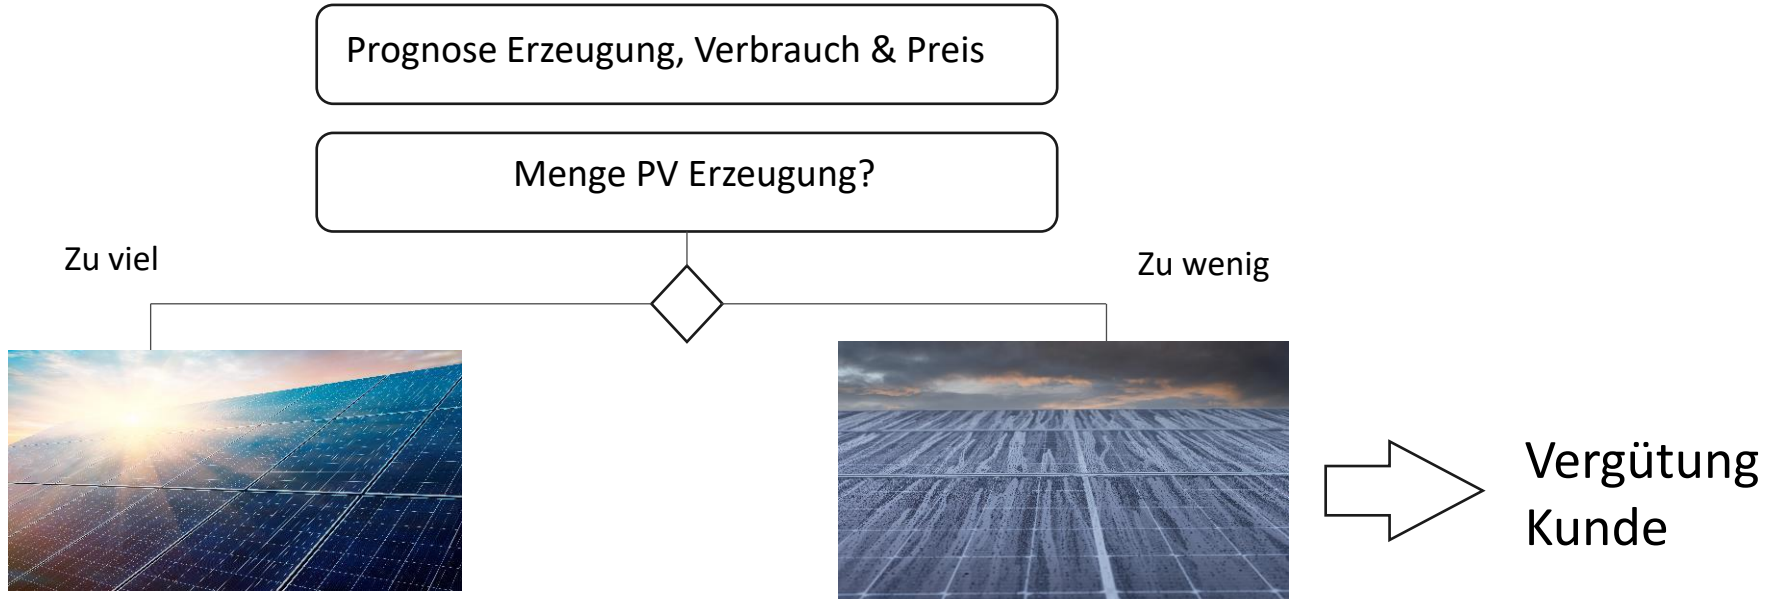 Prognose Erzeugung, Verbrauch & Preis
Menge PV Erzeugung?
Zu viel
Zu wenig
Vergütung
Kunde